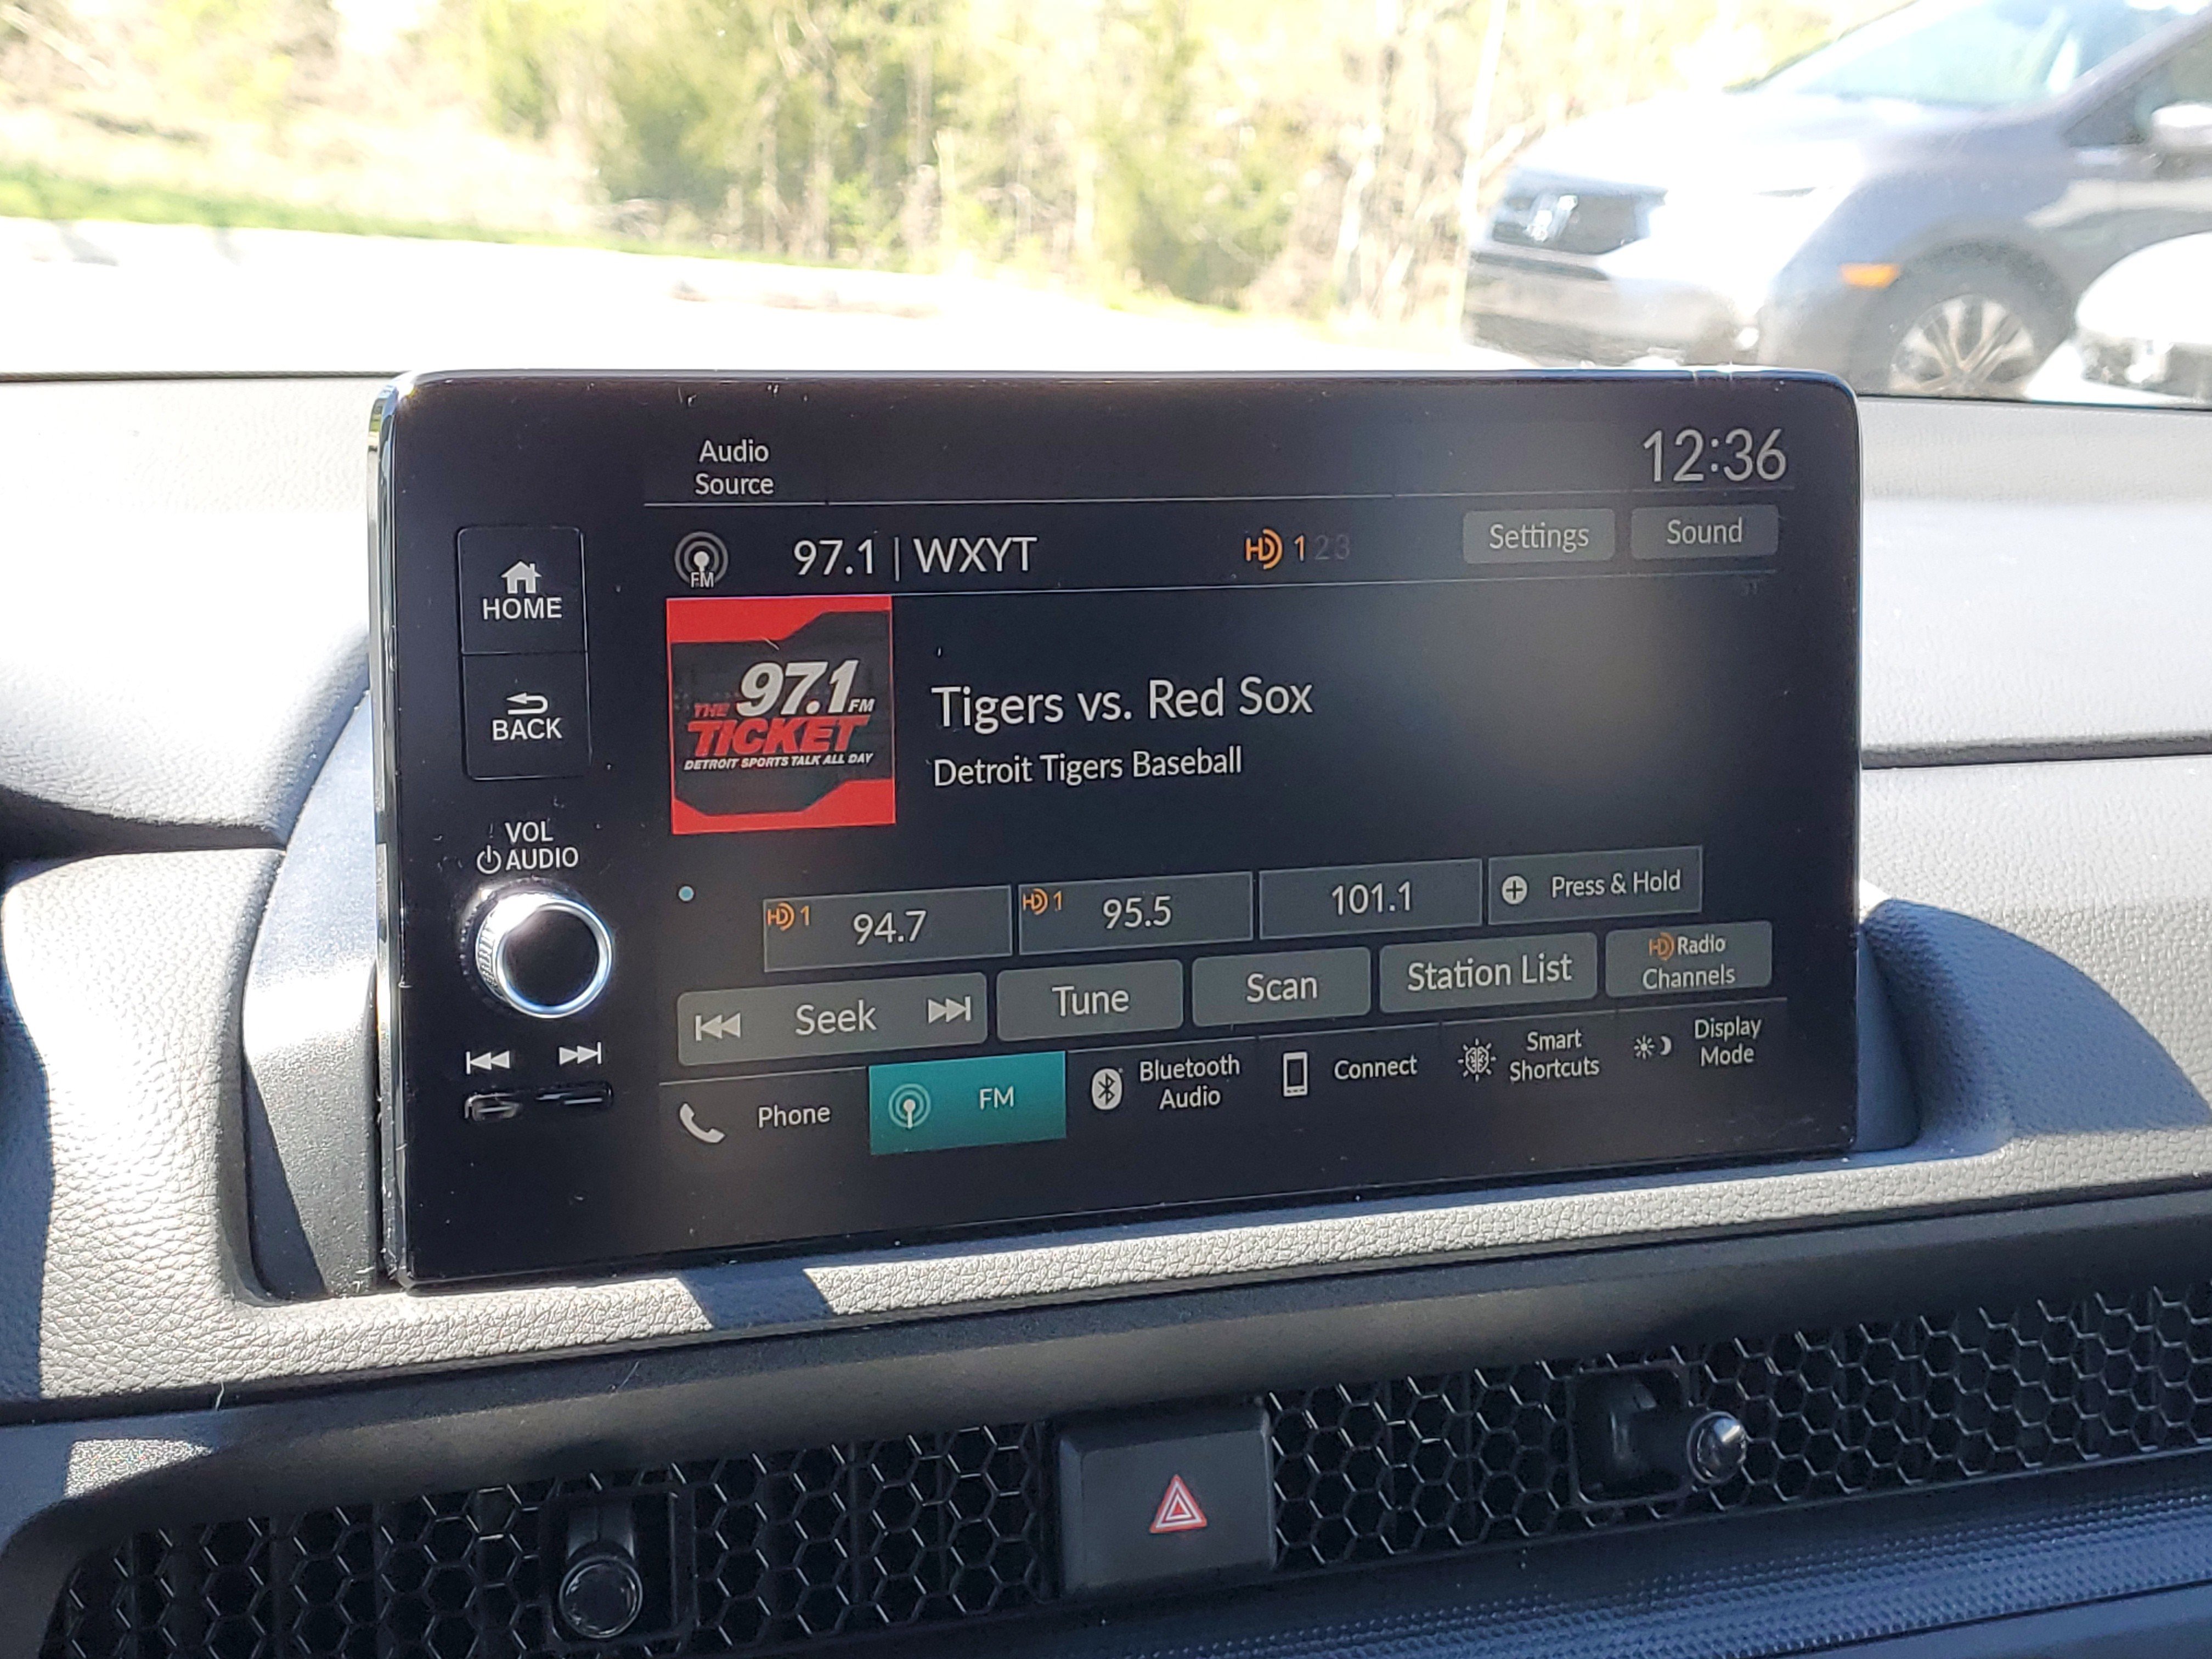 Audio
Source
12:36
FM
97.1 | WXYT
HD 1 2 3
Settings
Sound
HOME
BACK
VOL
AUDIO
97.1 FM
THE
TICKET
DETROIT SPORTS TALK ALL DAY
Tigers vs. Red Sox
Detroit Tigers Baseball
HD 1 94.7
HD 1 95.5
101.1
Press & Hold
Seek
Tune
Scan
Station List
HD Radio
Channels
Phone
FM
Bluetooth
Audio
Connect
Smart
Shortcuts
Display
Mode